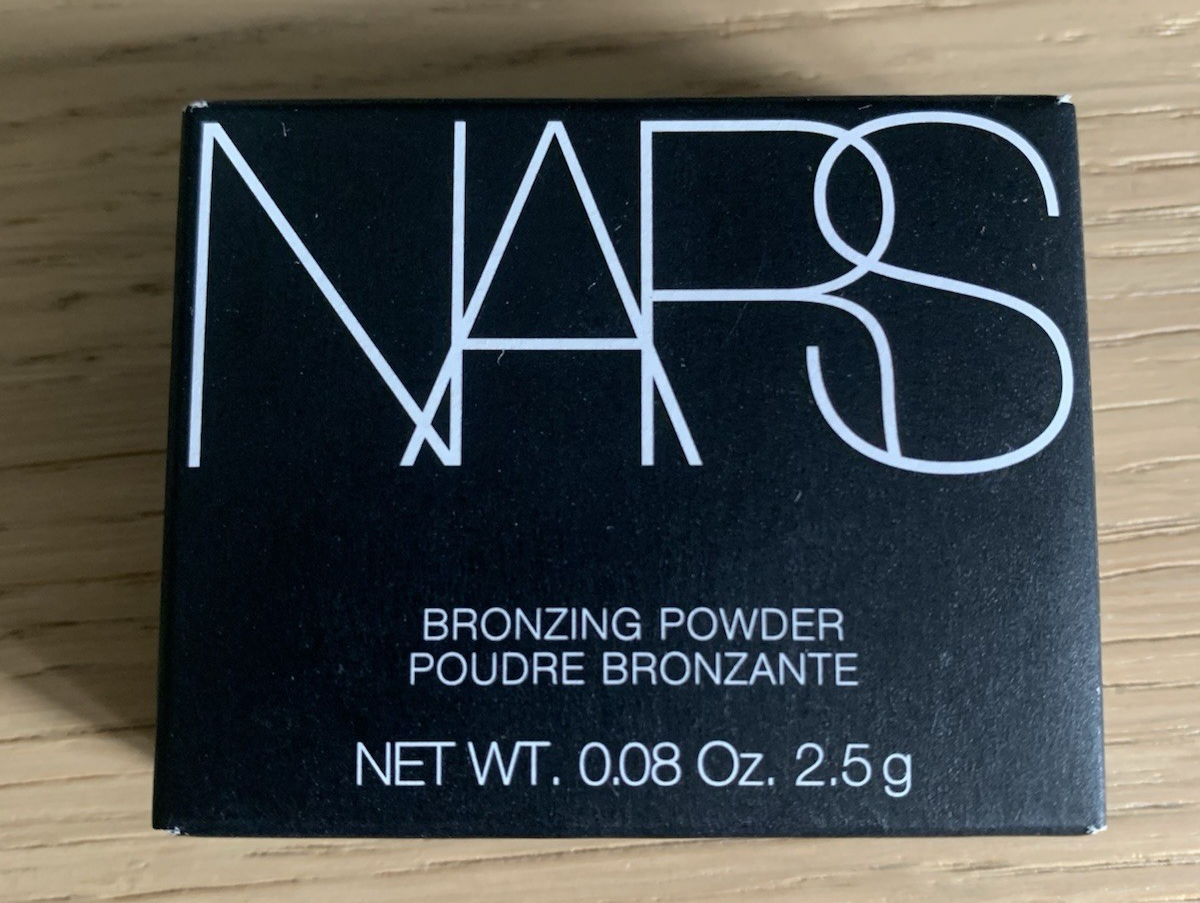 NARS
BRONZING POWDER
POUDRE BRONZANTE
NET WT. 0.08 Oz. 2.5 g